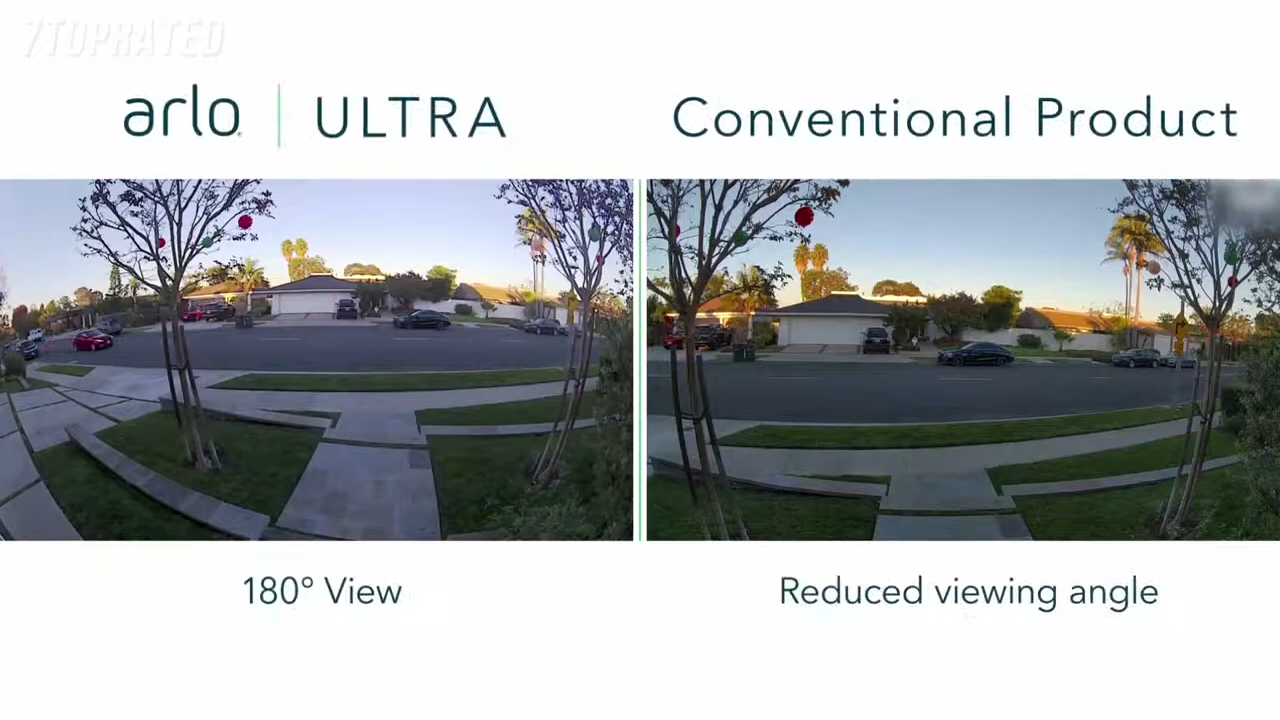 7TOPRATED
arlo | ULTRA
Conventional Product
180° View
Reduced viewing angle